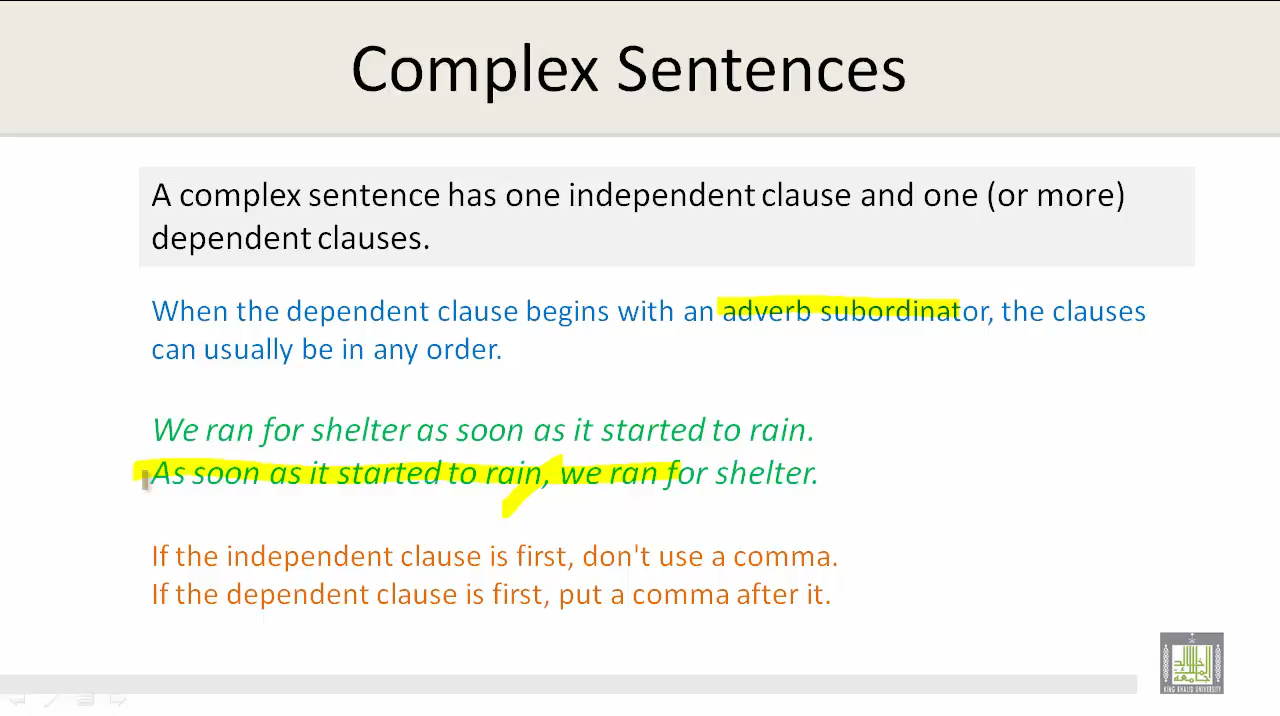 Complex Sentences
A complex sentence has one independent clause and one (or more)
dependent clauses.
When the dependent clause begins with an adverb subordinator, the clauses
can usually be in any order.
We ran for shelter as soon as it started to rain.
As soon as it started to rain, we ran for shelter.
If the independent clause is first, don't use a comma.
If the dependent clause is first, put a comma after it.
KING KHALID UNIVERSITY